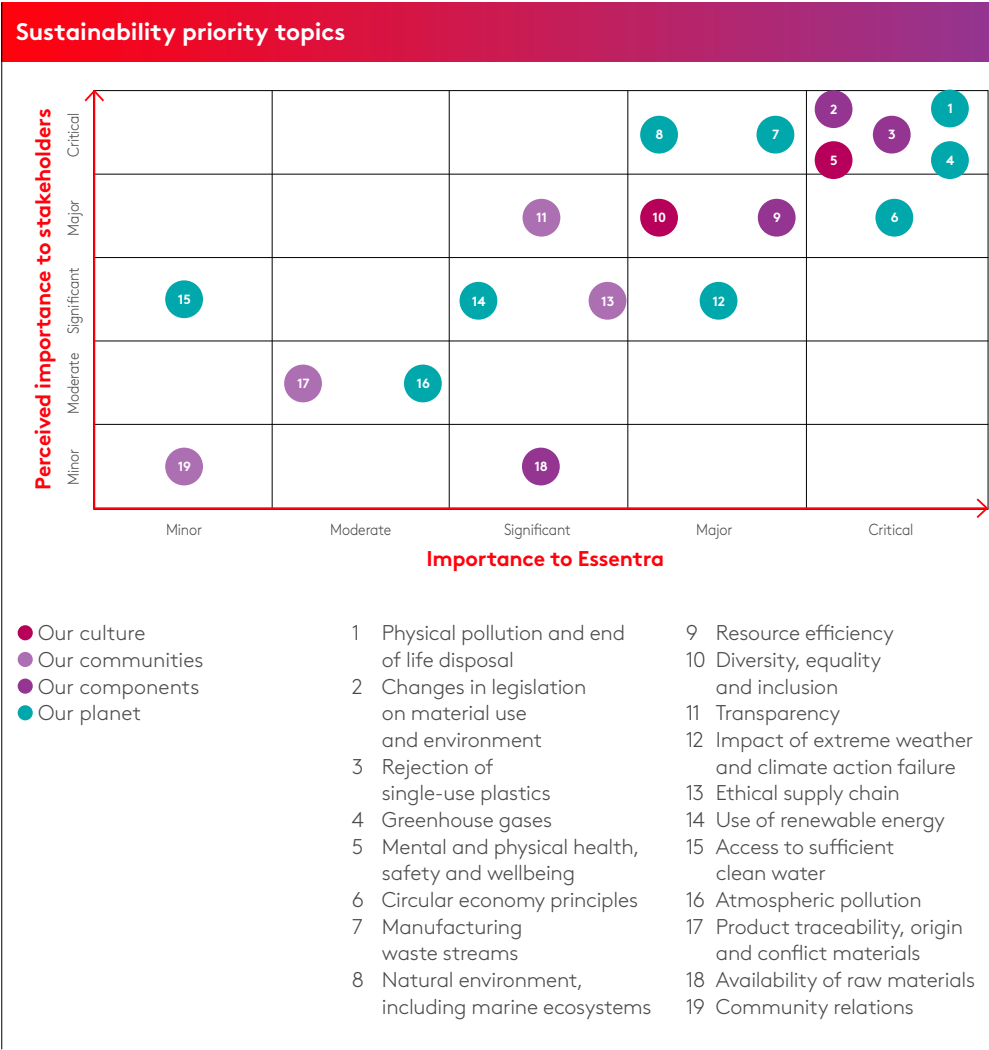 Sustainability priority topics
Perceived importance to stakeholders
Critical
Major
Significant
Moderate
Minor
2
1
8
7
3
5
4
11
10
9
6
15
14
13
12
17
16
19
18
Minor
Moderate
Significant
Major
Critical
Importance to Essentra
Our culture
Our communities
Our components
Our planet
1 Physical pollution and end
of life disposal
2 Changes in legislation
on material use
and environment
3 Rejection of
single-use plastics
4 Greenhouse gases
5 Mental and physical health,
safety and wellbeing
6 Circular economy principles
7 Manufacturing
waste streams
8 Natural environment,
including marine ecosystems
9 Resource efficiency
10 Diversity, equality
and inclusion
11 Transparency
12 Impact of extreme weather
and climate action failure
13 Ethical supply chain
14 Use of renewable energy
15 Access to sufficient
clean water
16 Atmospheric pollution
17 Product traceability, origin
and conflict materials
18 Availability of raw materials
19 Community relations